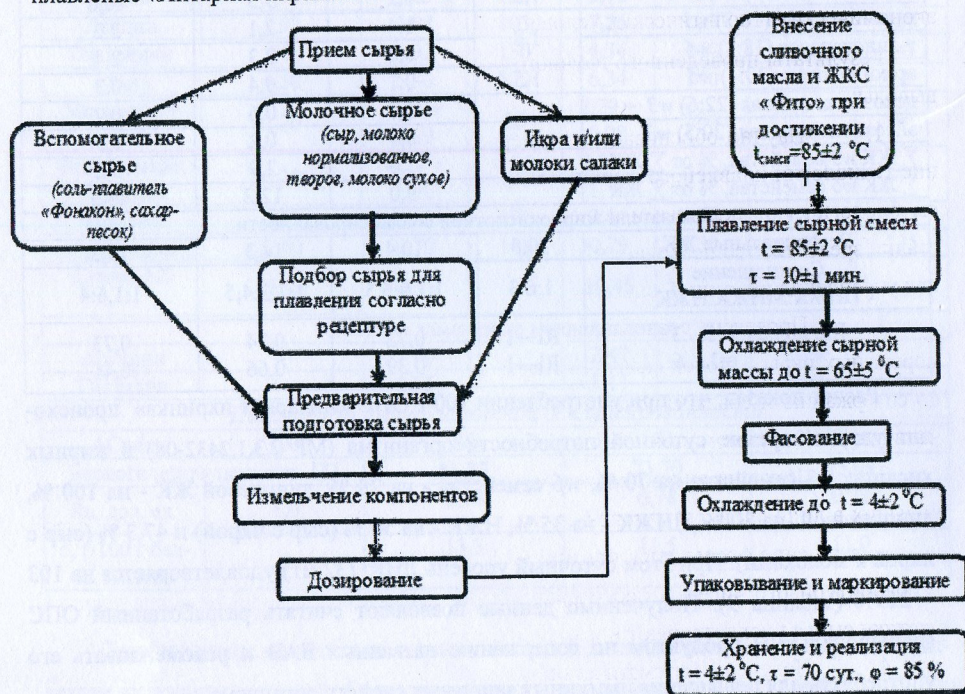 Прием сырья
Вспомогательное
сырье
(соль-плавитель
«Фонакон», сахар-
песок)
Молочное сырье
(сыр, молоко
нормализованное,
творог, молоко сухое)
Икра и/или
молоки салаки
Подбор сырья для
плавления согласно
рецептуре
Предварительная
подготовка сырья
Измельчение компонентов
Дозирование
Внесение
сливочного
масла и ЖКС
«Фито» при
достижении
tсмеси=85±2 °C
Плавление сырной смеси
t = 85±2 °C
τ = 10±1 мин.
Охлаждение сырной
массы до t = 65±5 °C
Фасование
Охлаждение до t = 4±2 °C
Упаковывание и маркирование
Хранение и реализация
t = 4±2 °C, τ = 70 сут., φ = 85 %